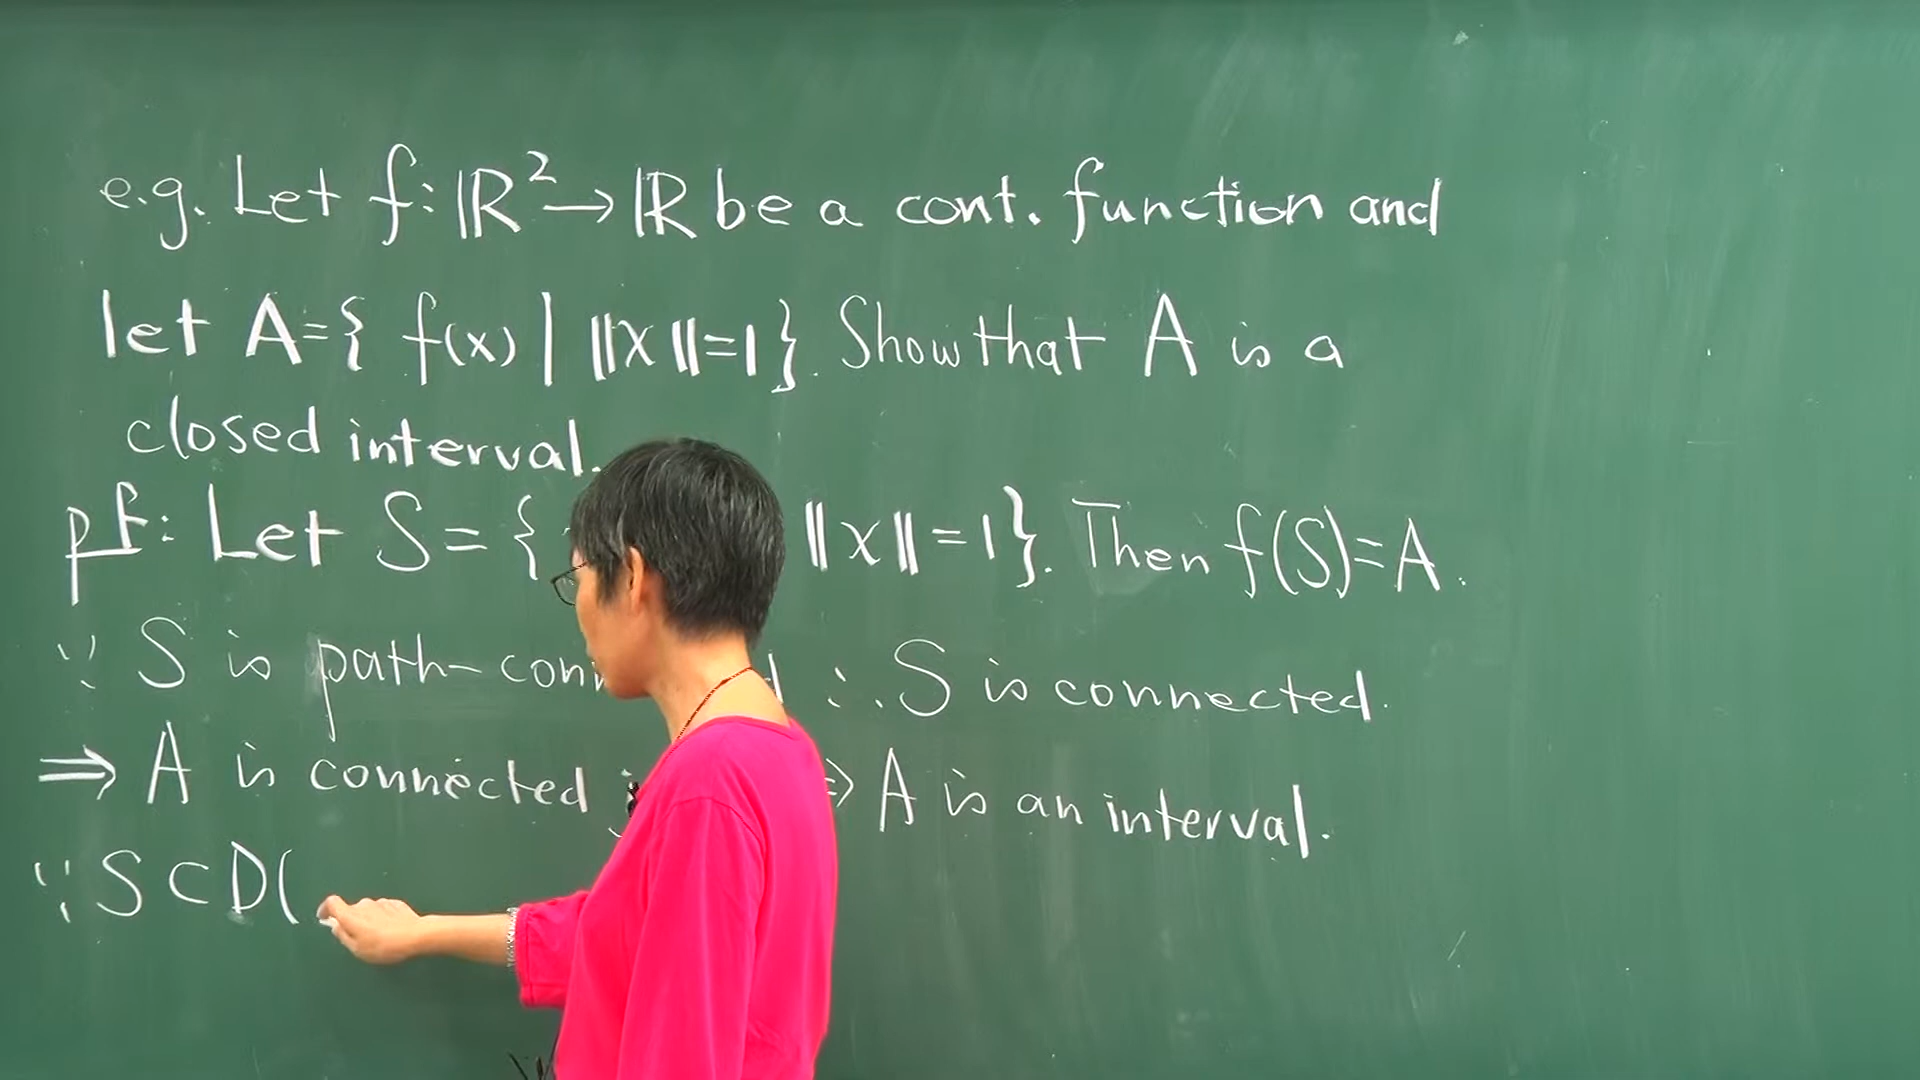 e.g. Let f: ℝ² → ℝ be a cont. function and
let A = { f(x) | ‖x‖=1 }. Show that A is a
closed interval.
pf: Let S = { ‖x‖=1 }. Then f(S)=A.
∵ S is path- ∴ S is connected.
⇒ A is connected ⇒ A is an interval.
∵ S ⊂ D(